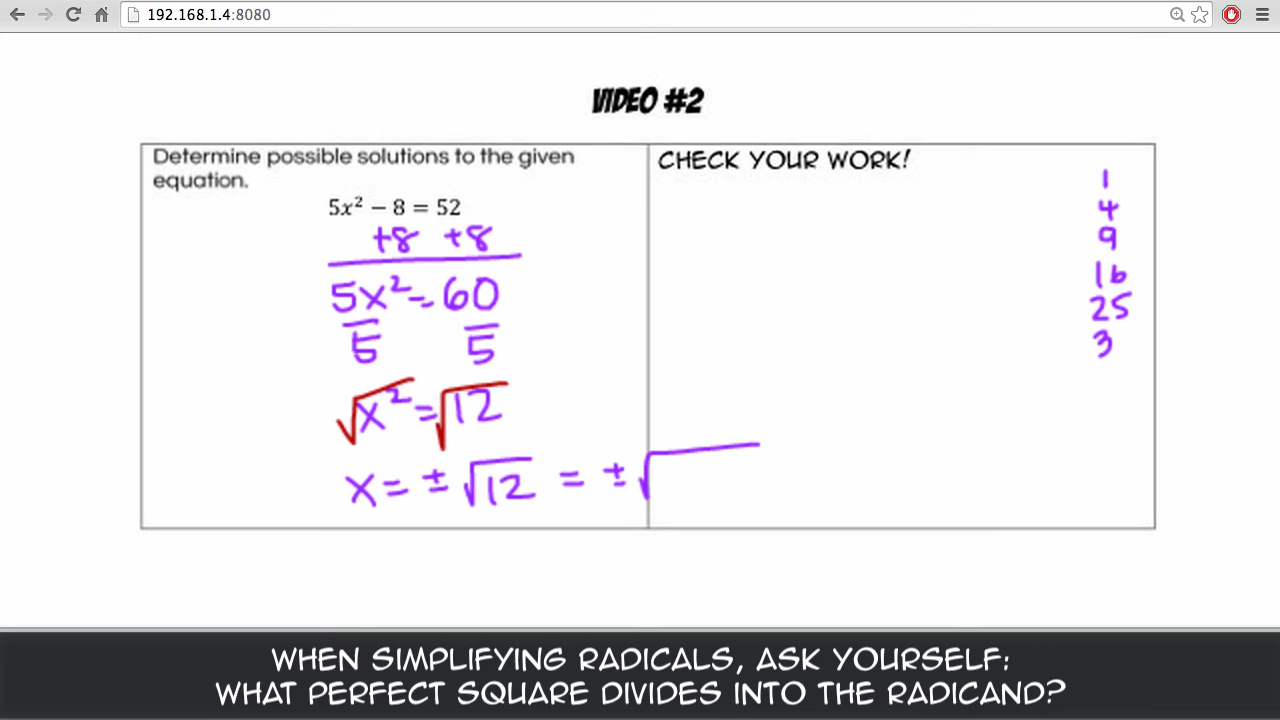 192.168.1.4:8080
VIDEO #2
Determine possible solutions to the given
equation.
5x² − 8 = 52
+8 +8
5x² = 60
5 5
√x² = √12
x = ± √12 = ± √
CHECK YOUR WORK!
1
4
9
16
25
3
WHEN SIMPLIFYING RADICALS, ASK YOURSELF:
WHAT PERFECT SQUARE DIVIDES INTO THE RADICAND?